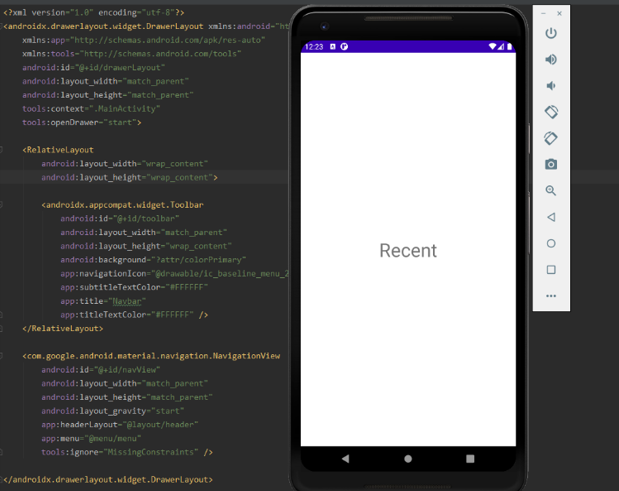 <?xml version="1.0" encoding="utf-8"?>
<androidx.drawerlayout.widget.DrawerLayout
xmlns:app="http://schemas.android.com/apk/res-auto"
xmlns:tools="http://schemas.android.com/tools"
android:id="@+id/drawerLayout"
android:layout_width="match_parent"
android:layout_height="match_parent"
tools:context=".MainActivity"
tools:openDrawer="start">
<RelativeLayout
android:layout_width="wrap_content"
android:layout_height="wrap_content">
<androidx.appcompat.widget.Toolbar
android:id="@+id/toolbar"
android:layout_width="match_parent"
android:layout_height="wrap_content"
android:background="?attr/colorPrimary"
app:navigationIcon="@drawable/ic_baseline_menu_2
app:subtitleTextColor="#FFFFFF"
app:title="Navbar"
app:titleTextColor="#FFFFFF" />
</RelativeLayout>
<com.google.android.material.navigation.NavigationView
android:id="@+id/navView"
android:layout_width="match_parent"
android:layout_height="match_parent"
android:layout_gravity="start"
app:headerLayout="@layout/header"
app:menu="@menu/menu"
tools:ignore="MissingConstraints" />
</androidx.drawerlayout.widget.DrawerLayout>
12:23
Recent